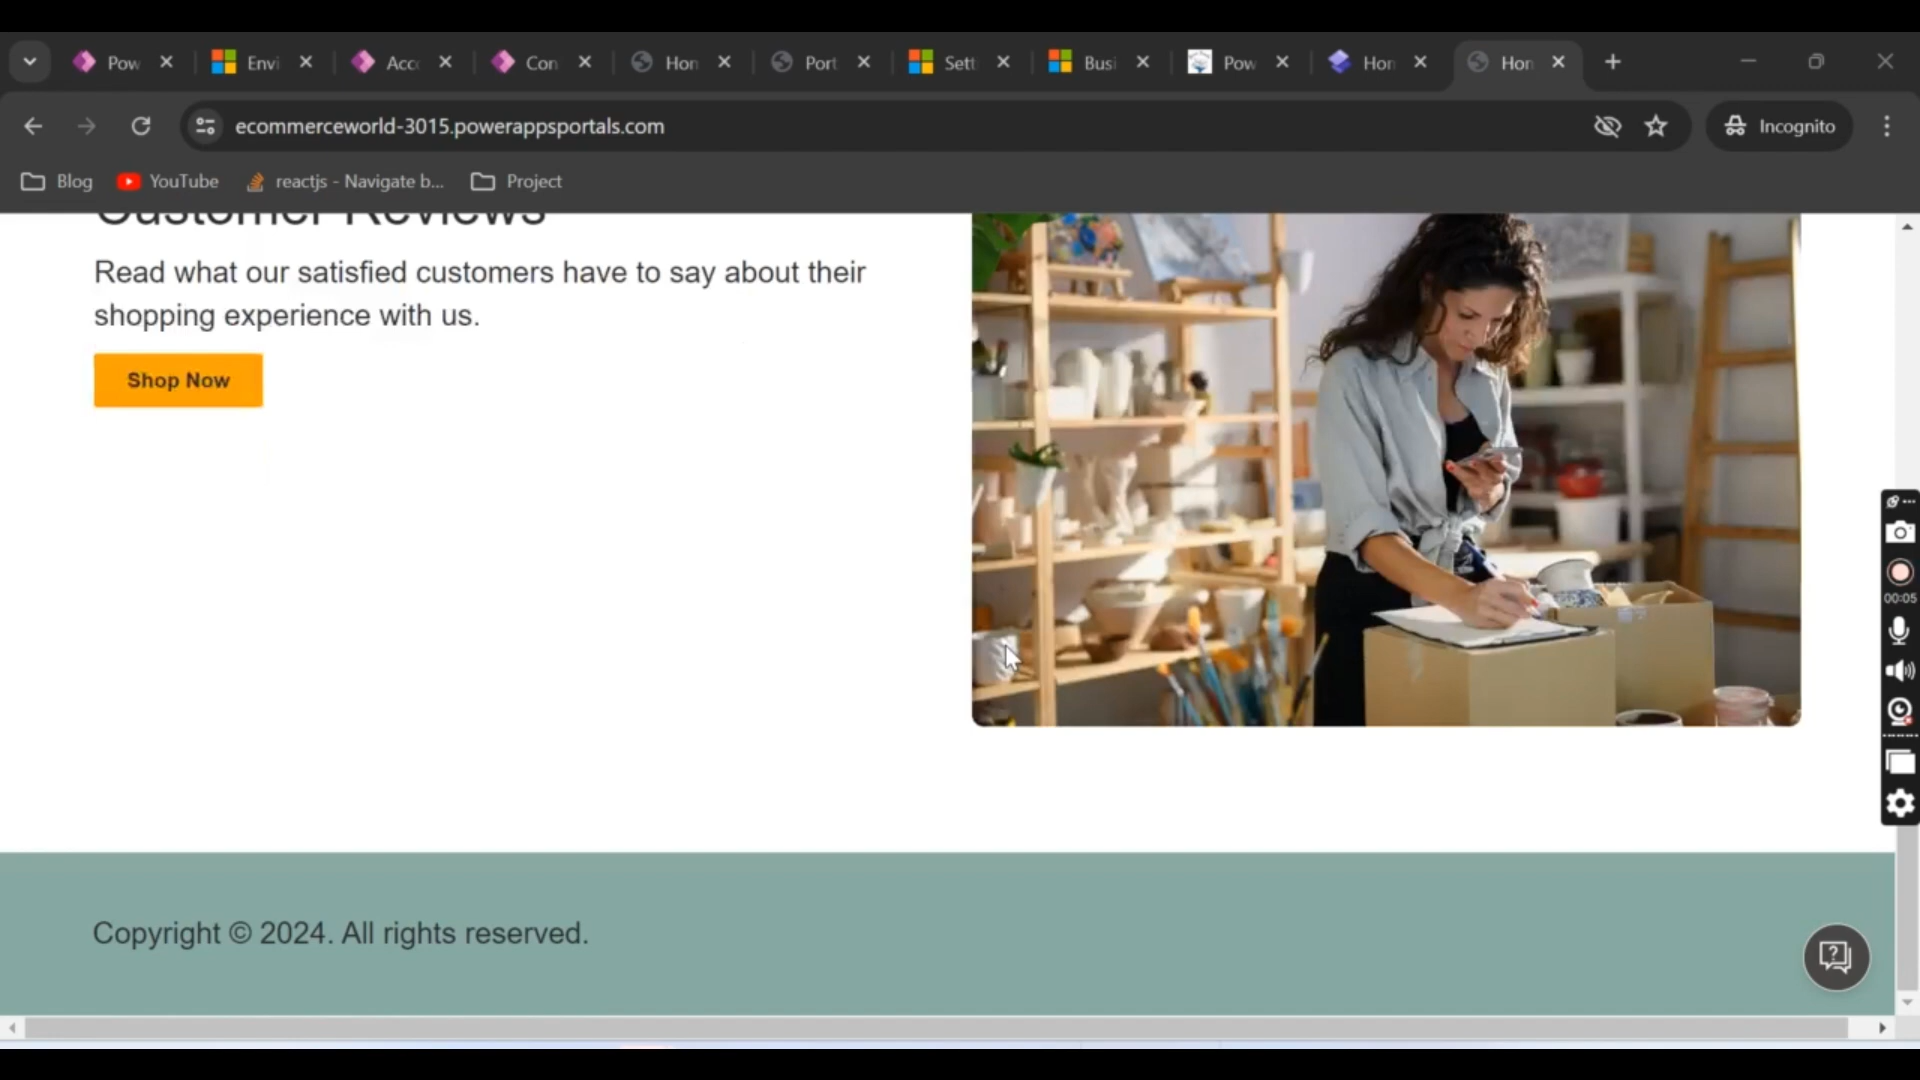 Pow
Envi
Acc
Con
Hon
Port
Sett
Busi
Pow
Hon
Hon
ecommerceworld-3015.powerappsportals.com
Incognito
Blog
YouTube
reactjs - Navigate b...
Project
Customer Reviews
Read what our satisfied customers have to say about their
shopping experience with us.
Shop Now
00:05
Copyright © 2024. All rights reserved.